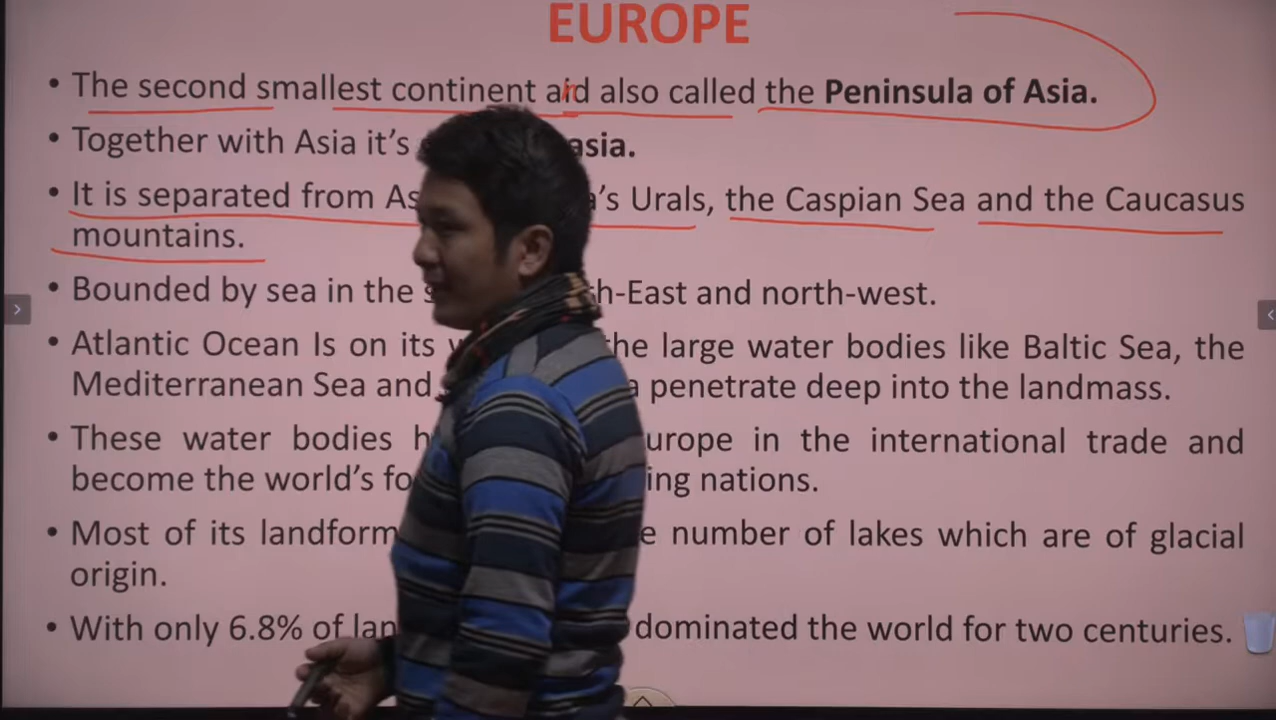 EUROPE
• The second smallest continent aid also called the Peninsula of Asia.
• Together with Asia it's asia.
• It is separated from As a's Urals, the Caspian Sea and the Caucasus
mountains.
• Bounded by sea in the s h-East and north-west.
• Atlantic Ocean Is on its w he large water bodies like Baltic Sea, the
Mediterranean Sea and a penetrate deep into the landmass.
• These water bodies h urope in the international trade and
become the world's fo ing nations.
• Most of its landform e number of lakes which are of glacial
origin.
• With only 6.8% of lan dominated the world for two centuries.